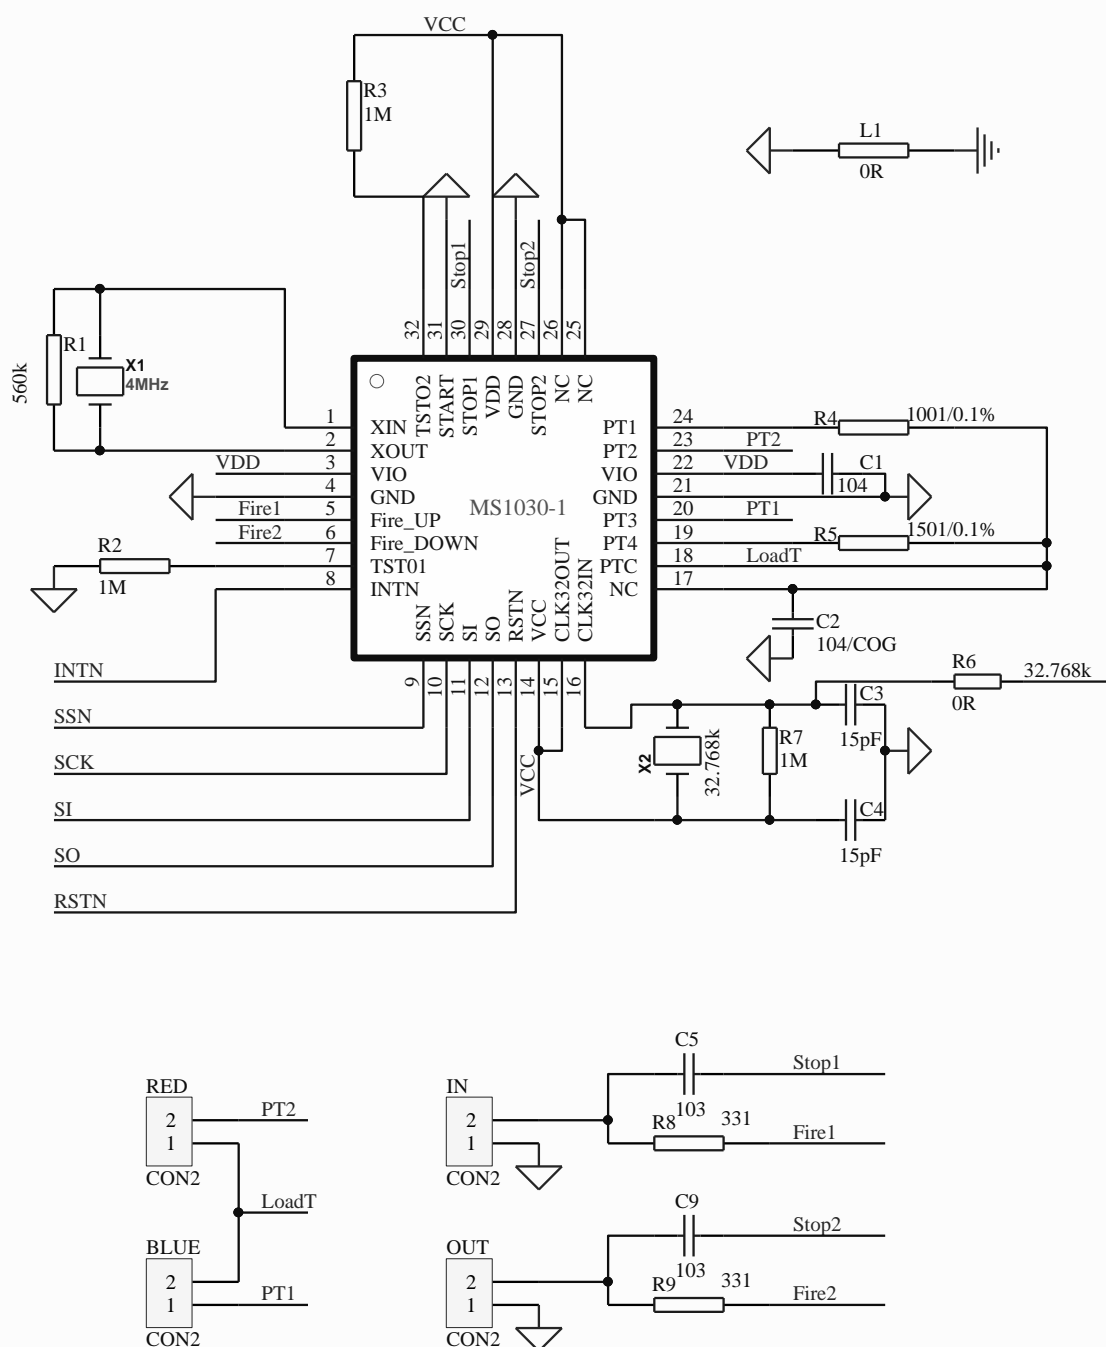 VCC
R3
1M
L1
0R
Stop1
Stop2
32
31
30
29
28
27
26
25
R1
560k
X1
4MHz
TSTO2
START
STOP1
VDD
GND
STOP2
NC
NC
1 XIN
2 XOUT
VDD 3 VIO
4 GND
Fire1 5 Fire_UP
Fire2 6 Fire_DOWN
R2
1M
7 TST01
8 INTN
MS1030-1
PT1 24 R4 1001/0.1%
PT2 23 PT2
VIO 22 VDD C1
104
GND 21
PT3 20 PT1
PT4 19 R5 1501/0.1%
PTC 18 LoadT
NC 17
SSN
SCK
SI
SO
RSTN
VCC
CLK32OUT
CLK32IN
9
10
11
12
13
14
15
16
C2
104/COG
R6
0R
32.768k
INTN
SSN
SCK
SI
SO
RSTN
VCC
X2
32.768k
R7
1M
C3
15pF
C4
15pF
RED
2 PT2
1
CON2
LoadT
BLUE
2
1 PT1
CON2
IN
2
1
CON2
C5
103
Stop1
R8 331
Fire1
OUT
2
1
CON2
C9
103
Stop2
R9 331
Fire2